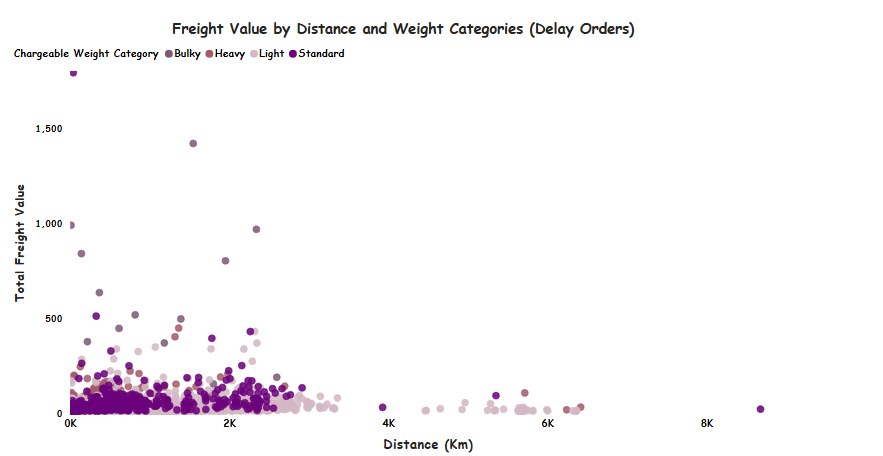 Freight Value by Distance and Weight Categories (Delay Orders)
Chargeable Weight Category Bulky Heavy Light Standard
1,500
1,000
500
0
Total Freight Value
0K 2K 4K 6K 8K
Distance (Km)